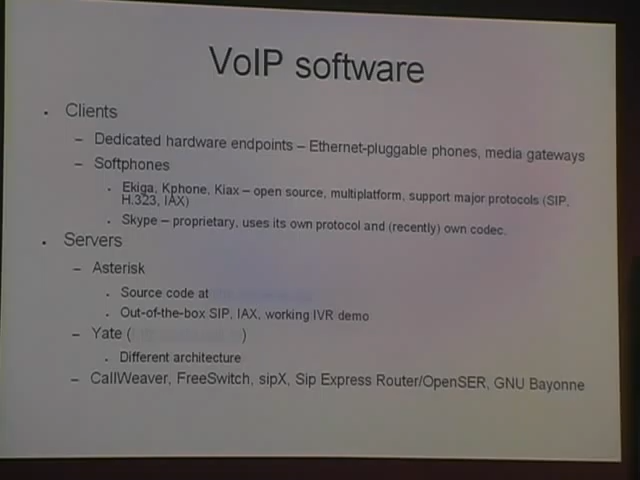 VoIP software
Clients
– Dedicated hardware endpoints – Ethernet-pluggable phones, media gateways
– Softphones
Ekiga, Kphone, Kiax – open source, multiplatform, support major protocols (SIP,
H.323, IAX)
Skype – proprietary, uses its own protocol and (recently) own codec.
Servers
– Asterisk
Source code at
Out-of-the-box SIP, IAX, working IVR demo
– Yate ( )
Different architecture
– CallWeaver, FreeSwitch, sipX, Sip Express Router/OpenSER, GNU Bayonne